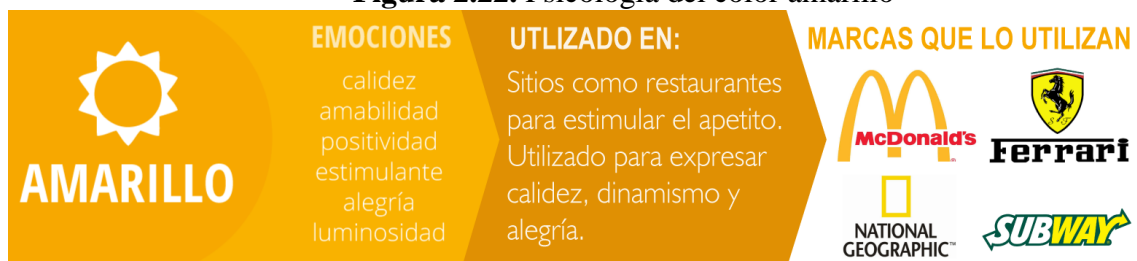 Figura 2.22. Psicología del color amarillo
AMARILLO
EMOCIONES
calidez
amabilidad
positividad
estimulante
alegría
luminosidad
UTLIZADO EN:
Sitios como restaurantes
para estimular el apetito.
Utilizado para expresar
calidez, dinamismo y
alegría.
MARCAS QUE LO UTILIZAN
McDonald's
Ferrari
NATIONAL
GEOGRAPHIC™
SUBWAY